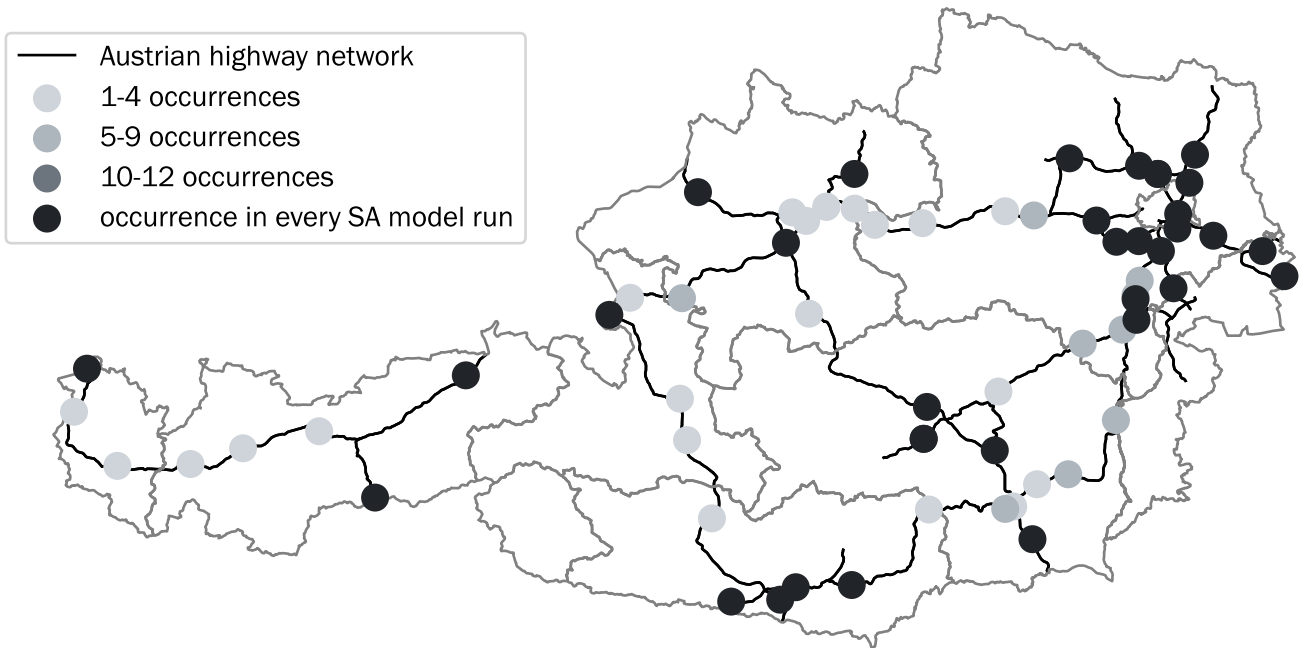 Austrian highway network
1-4 occurrences
5-9 occurrences
10-12 occurrences
occurrence in every SA model run